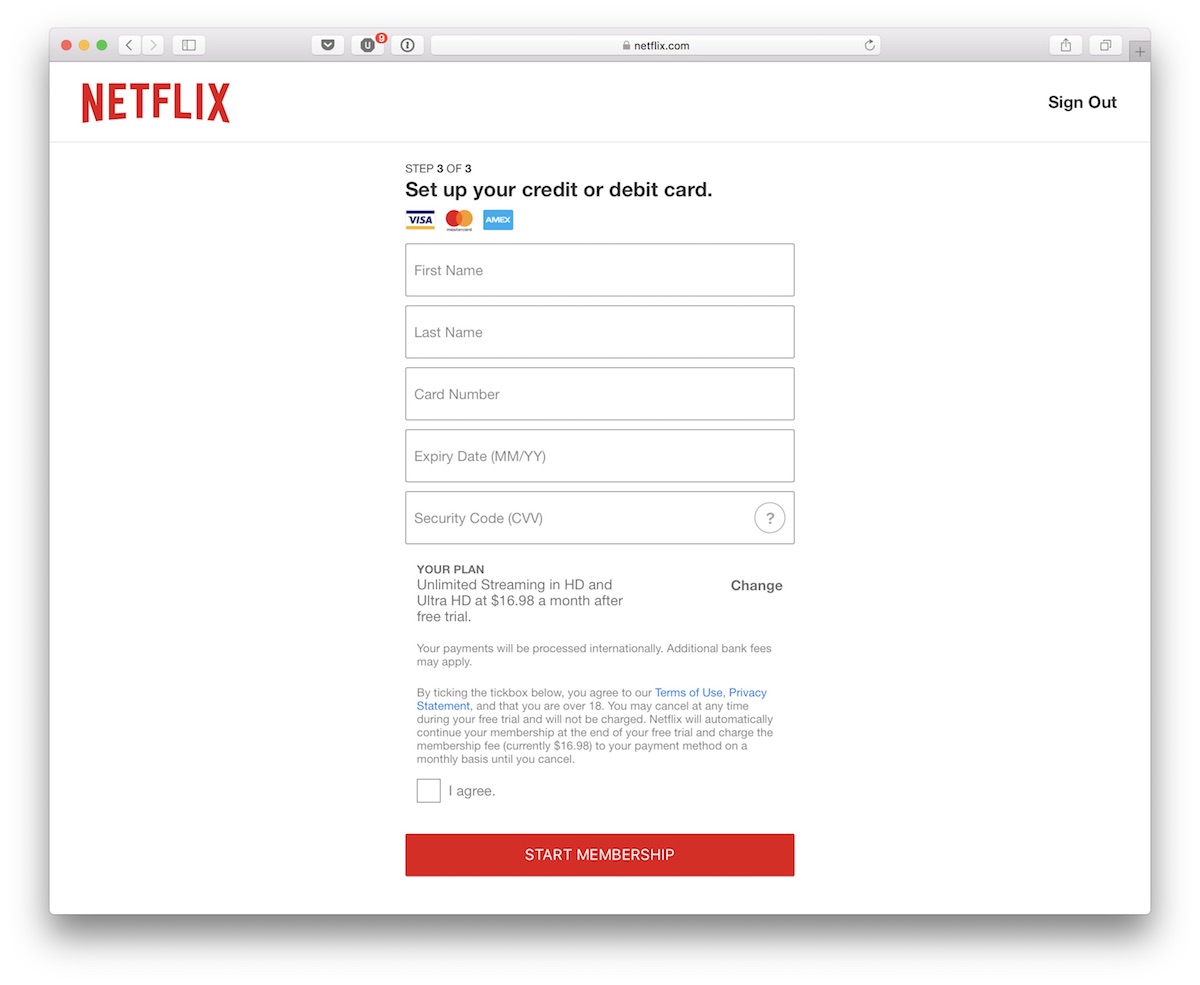 9
netflix.com
NETFLIX
Sign Out
STEP 3 OF 3
Set up your credit or debit card.
VISA mastercard AMEX
First Name
Last Name
Card Number
Expiry Date (MM/YY)
Security Code (CVV) ?
YOUR PLAN
Unlimited Streaming in HD and
Ultra HD at $16.98 a month after
free trial.
Change
Your payments will be processed internationally. Additional bank fees
may apply.
By ticking the tickbox below, you agree to our Terms of Use, Privacy
Statement, and that you are over 18. You may cancel at any time
during your free trial and will not be charged. Netflix will automatically
continue your membership at the end of your free trial and charge the
membership fee (currently $16.98) to your payment method on a
monthly basis until you cancel.
I agree.
START MEMBERSHIP